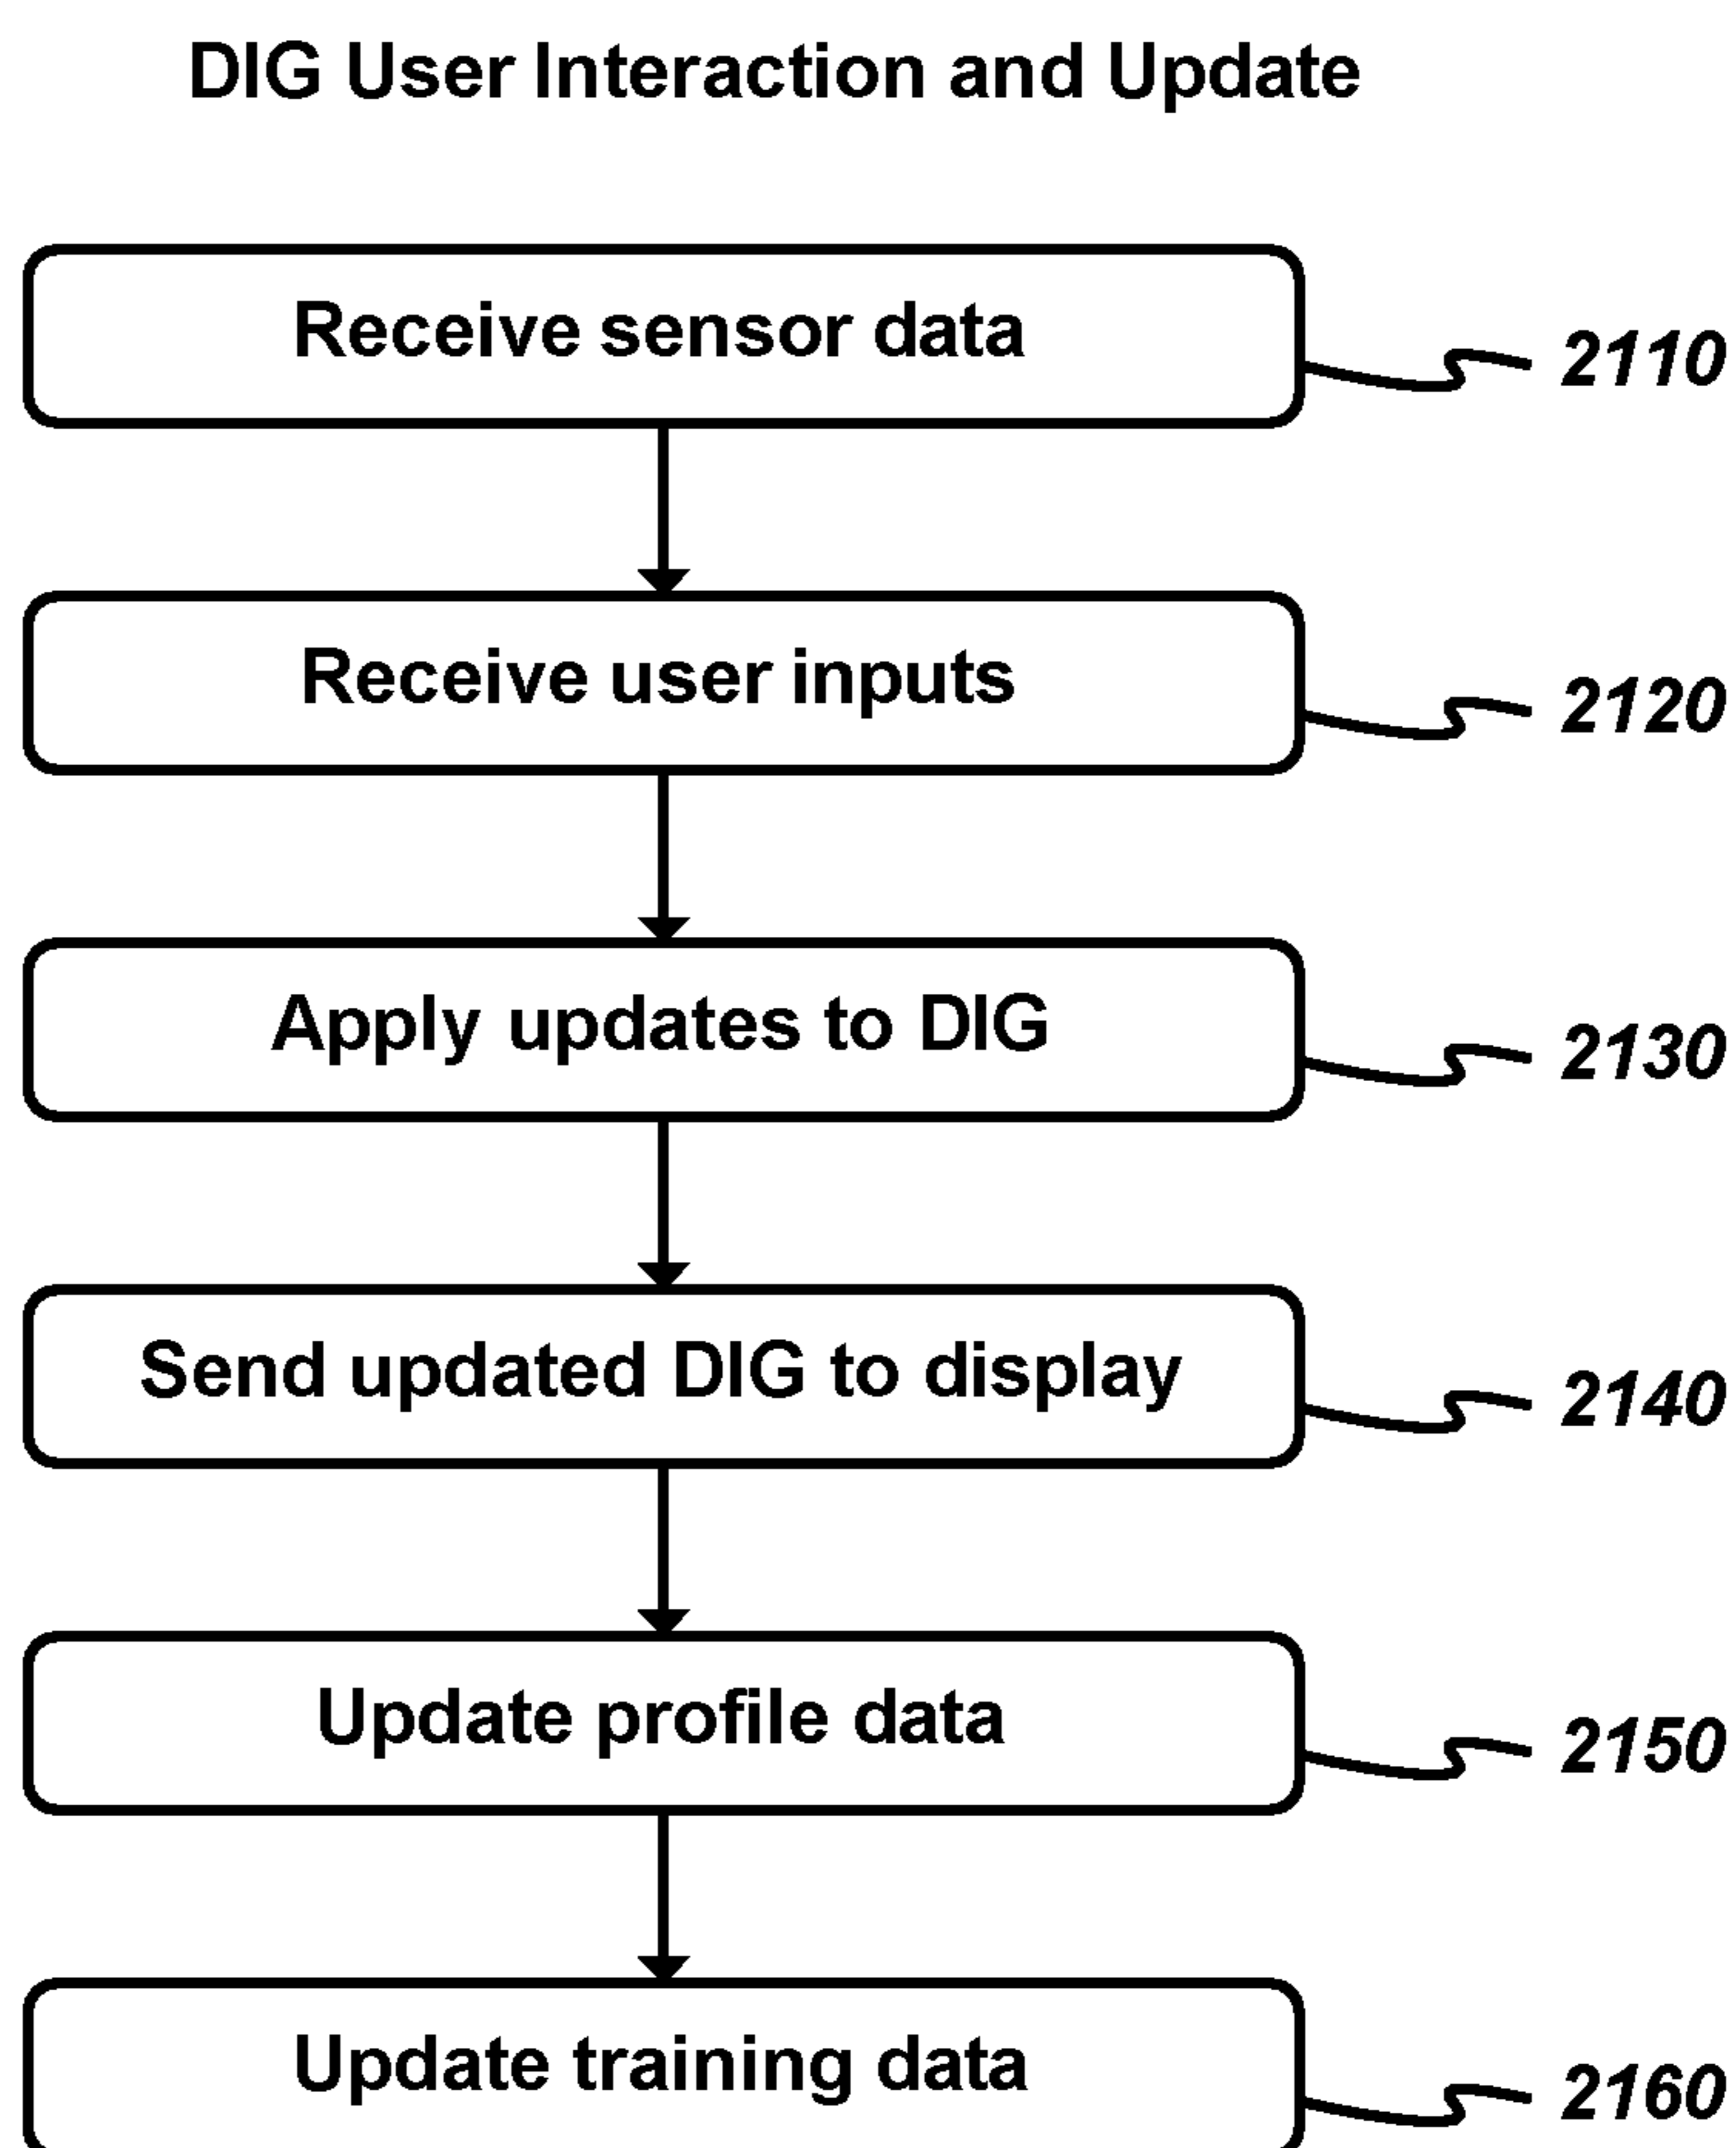 DIG User Interaction and Update
Receive sensor data
2110
Receive user inputs
2120
Apply updates to DIG
2130
Send updated DIG to display
2140
Update profile data
2150
Update training data
2160